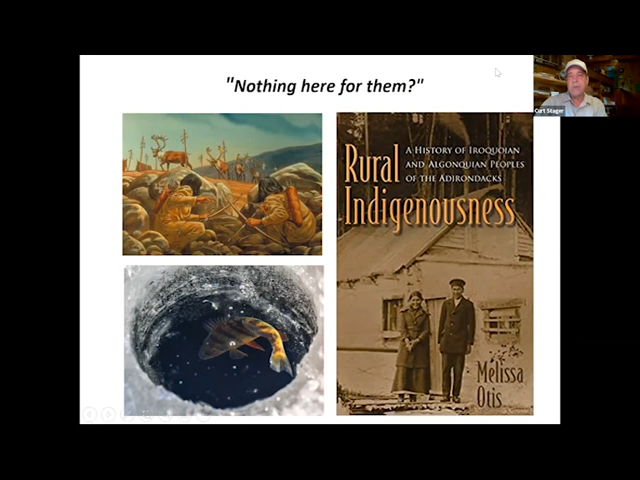 "Nothing here for them?"
Curt Stager
Rural
Indigenousness
A History of Iroquoian
and Algonquian Peoples
of the Adirondacks
Melissa
Otis